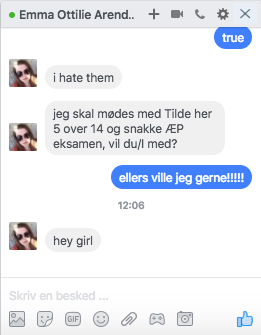 Emma Ottilie Arend..
true
i hate them
jeg skal mødes med Tilde her
5 over 14 og snakke ÆP
eksamen, vil du/I med?
ellers ville jeg gerne!!!!!
12:06
hey girl
Skriv en besked ...
GIF